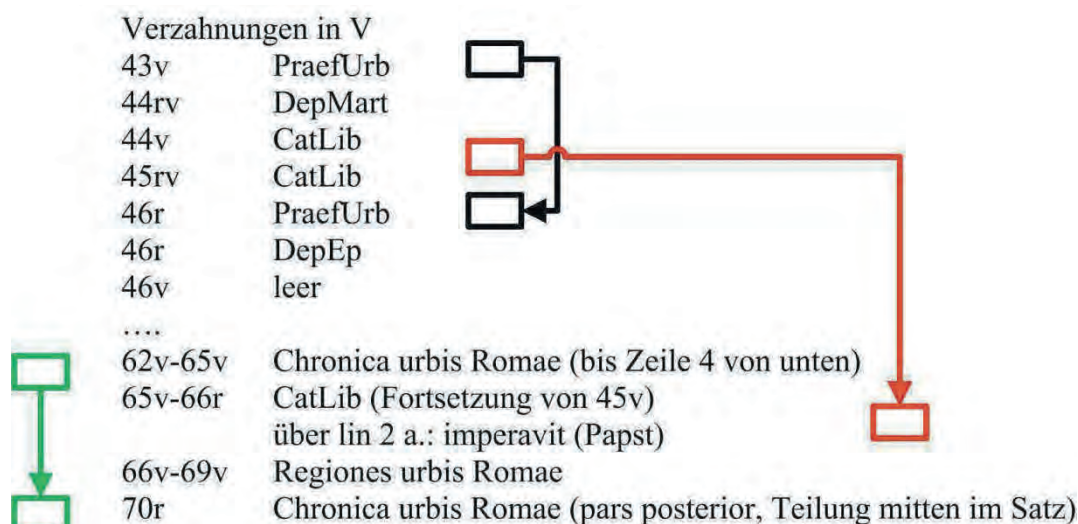 Verzahnungen in V
43v PraefUrb
44rv DepMart
44v CatLib
45rv CatLib
46r PraefUrb
46r DepEp
46v leer
....
62v-65v Chronica urbis Romae (bis Zeile 4 von unten)
65v-66r CatLib (Fortsetzung von 45v)
über lin 2 a.: imperavit (Papst)
66v-69v Regiones urbis Romae
70r Chronica urbis Romae (pars posterior, Teilung mitten im Satz)